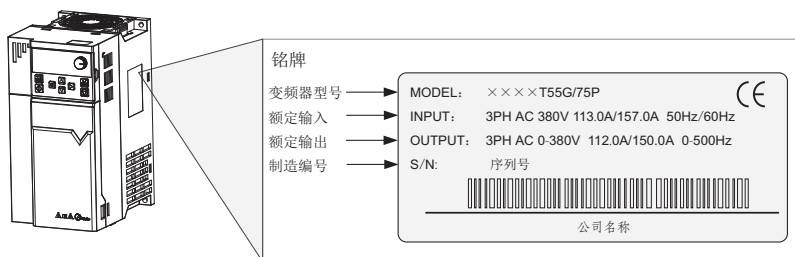 铭牌
变频器型号
MODEL: ××××T55G/75P
CE
额定输入
INPUT: 3PH AC 380V 113.0A/157.0A 50Hz/60Hz
额定输出
OUTPUT: 3PH AC 0-380V 112.0A/150.0A 0-500Hz
制造编号
S/N: 序列号
公司名称